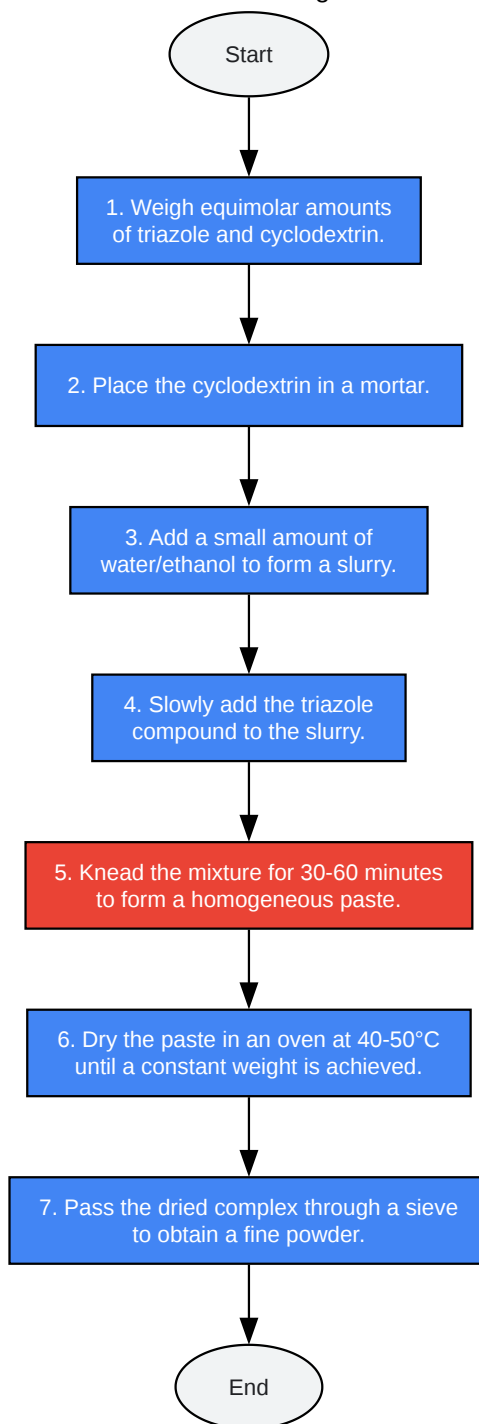 Start
1. Weigh equimolar amounts
of triazole and cyclodextrin.
2. Place the cyclodextrin in a mortar.
3. Add a small amount of
water/ethanol to form a slurry.
4. Slowly add the triazole
compound to the slurry.
5. Knead the mixture for 30-60 minutes
to form a homogeneous paste.
6. Dry the paste in an oven at 40-50°C
until a constant weight is achieved.
7. Pass the dried complex through a sieve
to obtain a fine powder.
End